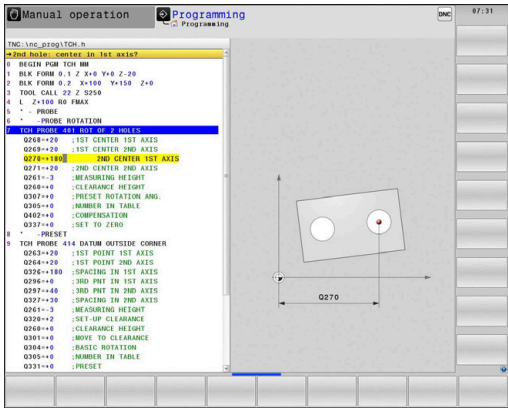 Manual operation
Programming
Programming
DNC
07:31
TNC:\nc_prog\TCH.h
→2nd hole: center in 1st axis?
0 BEGIN PGM TCH MM
1 BLK FORM 0.1 Z X+0 Y+0 Z-20
2 BLK FORM 0.2 X+100 Y+150 Z+0
3 TOOL CALL 22 Z S250
4 L Z+100 R0 FMAX
5 * - PROBE
6 * -PROBE ROTATION
7 TCH PROBE 401 ROT OF 2 HOLES
Q268=+20 ;1ST CENTER 1ST AXIS
Q269=+20 ;1ST CENTER 2ND AXIS
Q270=+180 2ND CENTER 1ST AXIS
Q271=+20 ;2ND CENTER 2ND AXIS
Q261=-3 ;MEASURING HEIGHT
Q260=+0 ;CLEARANCE HEIGHT
Q307=+0 ;PRESET ROTATION ANG.
Q305=+0 ;NUMBER IN TABLE
Q402=+0 ;COMPENSATION
Q337=+0 ;SET TO ZERO
8 * -PRESET
9 TCH PROBE 414 DATUM OUTSIDE CORNER
Q263=+20 ;1ST POINT 1ST AXIS
Q264=+20 ;1ST POINT 2ND AXIS
Q326=+180 ;SPACING IN 1ST AXIS
Q296=+0 ;3RD PNT IN 1ST AXIS
Q297=+40 ;3RD PNT IN 2ND AXIS
Q327=+30 ;SPACING IN 2ND AXIS
Q261=-3 ;MEASURING HEIGHT
Q320=+2 ;SET-UP CLEARANCE
Q260=+0 ;CLEARANCE HEIGHT
Q301=+0 ;MOVE TO CLEARANCE
Q304=+0 ;BASIC ROTATION
Q305=+0 ;NUMBER IN TABLE
Q331=+0 ;PRESET
Q270